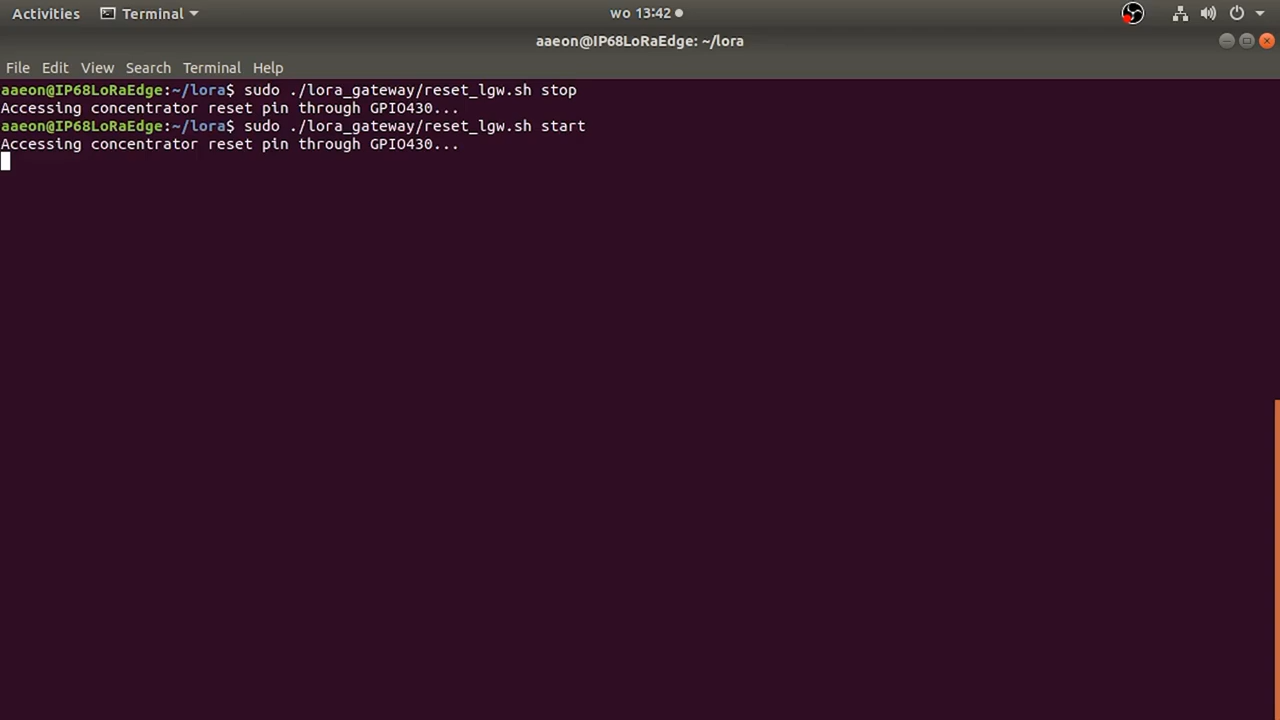 Activities Terminal wo 13:42
aaeon@IP68LoRaEdge: ~/lora
File Edit View Search Terminal Help
aaeon@IP68LoRaEdge:~/lora$ sudo ./lora_gateway/reset_lgw.sh stop
Accessing concentrator reset pin through GPIO430...
aaeon@IP68LoRaEdge:~/lora$ sudo ./lora_gateway/reset_lgw.sh start
Accessing concentrator reset pin through GPIO430...